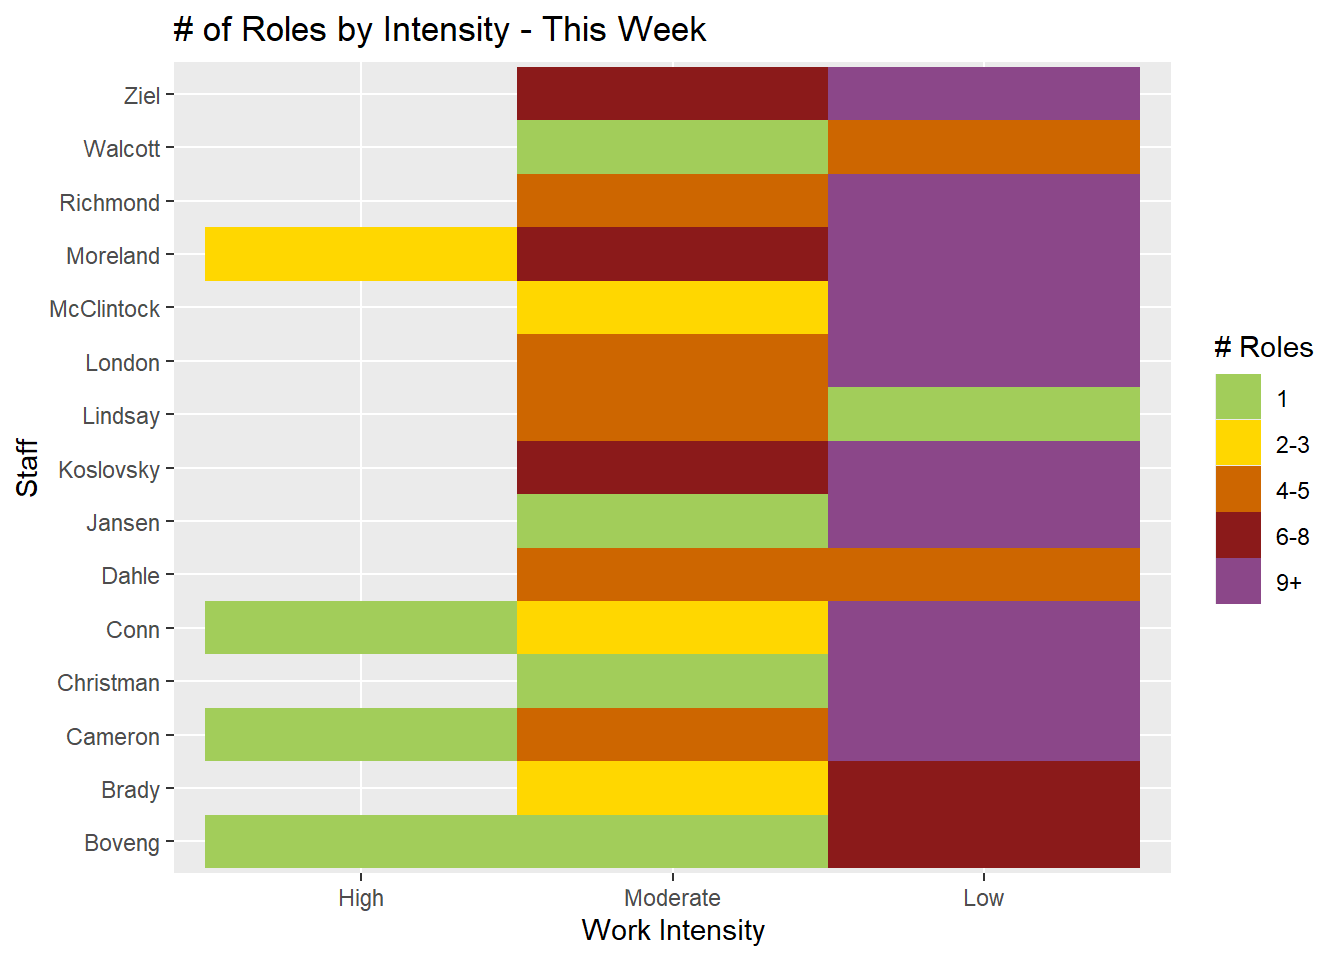 # of Roles by Intensity - This Week
Staff
Ziel
Walcott
Richmond
Moreland
McClintock
London
Lindsay
Koslovsky
Jansen
Dahle
Conn
Christman
Cameron
Brady
Boveng
High Moderate Low
Work Intensity
# Roles
1
2-3
4-5
6-8
9+